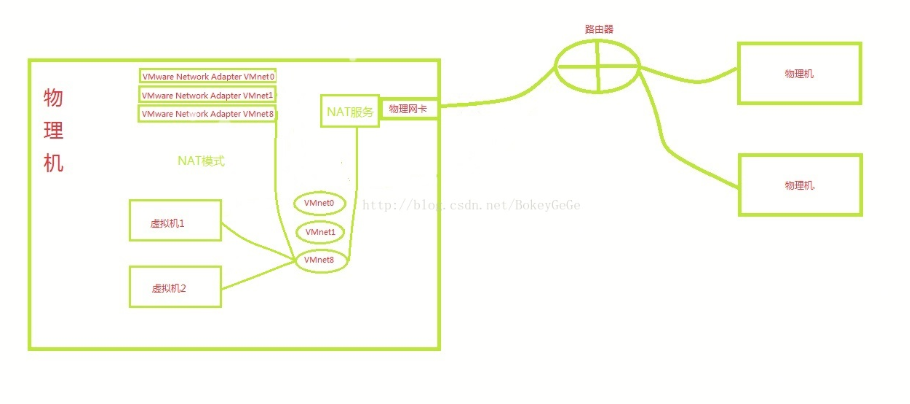 路由器
物理机
VMware Network Adapter VMnet0
VMware Network Adapter VMnet1
VMware Network Adapter VMnet8
NAT服务
物理网卡
物理机
NAT模式
物理机
VMnet0
http://blog.csdn.net/BokeyGeGe
虚拟机1
VMnet1
VMnet8
虚拟机2